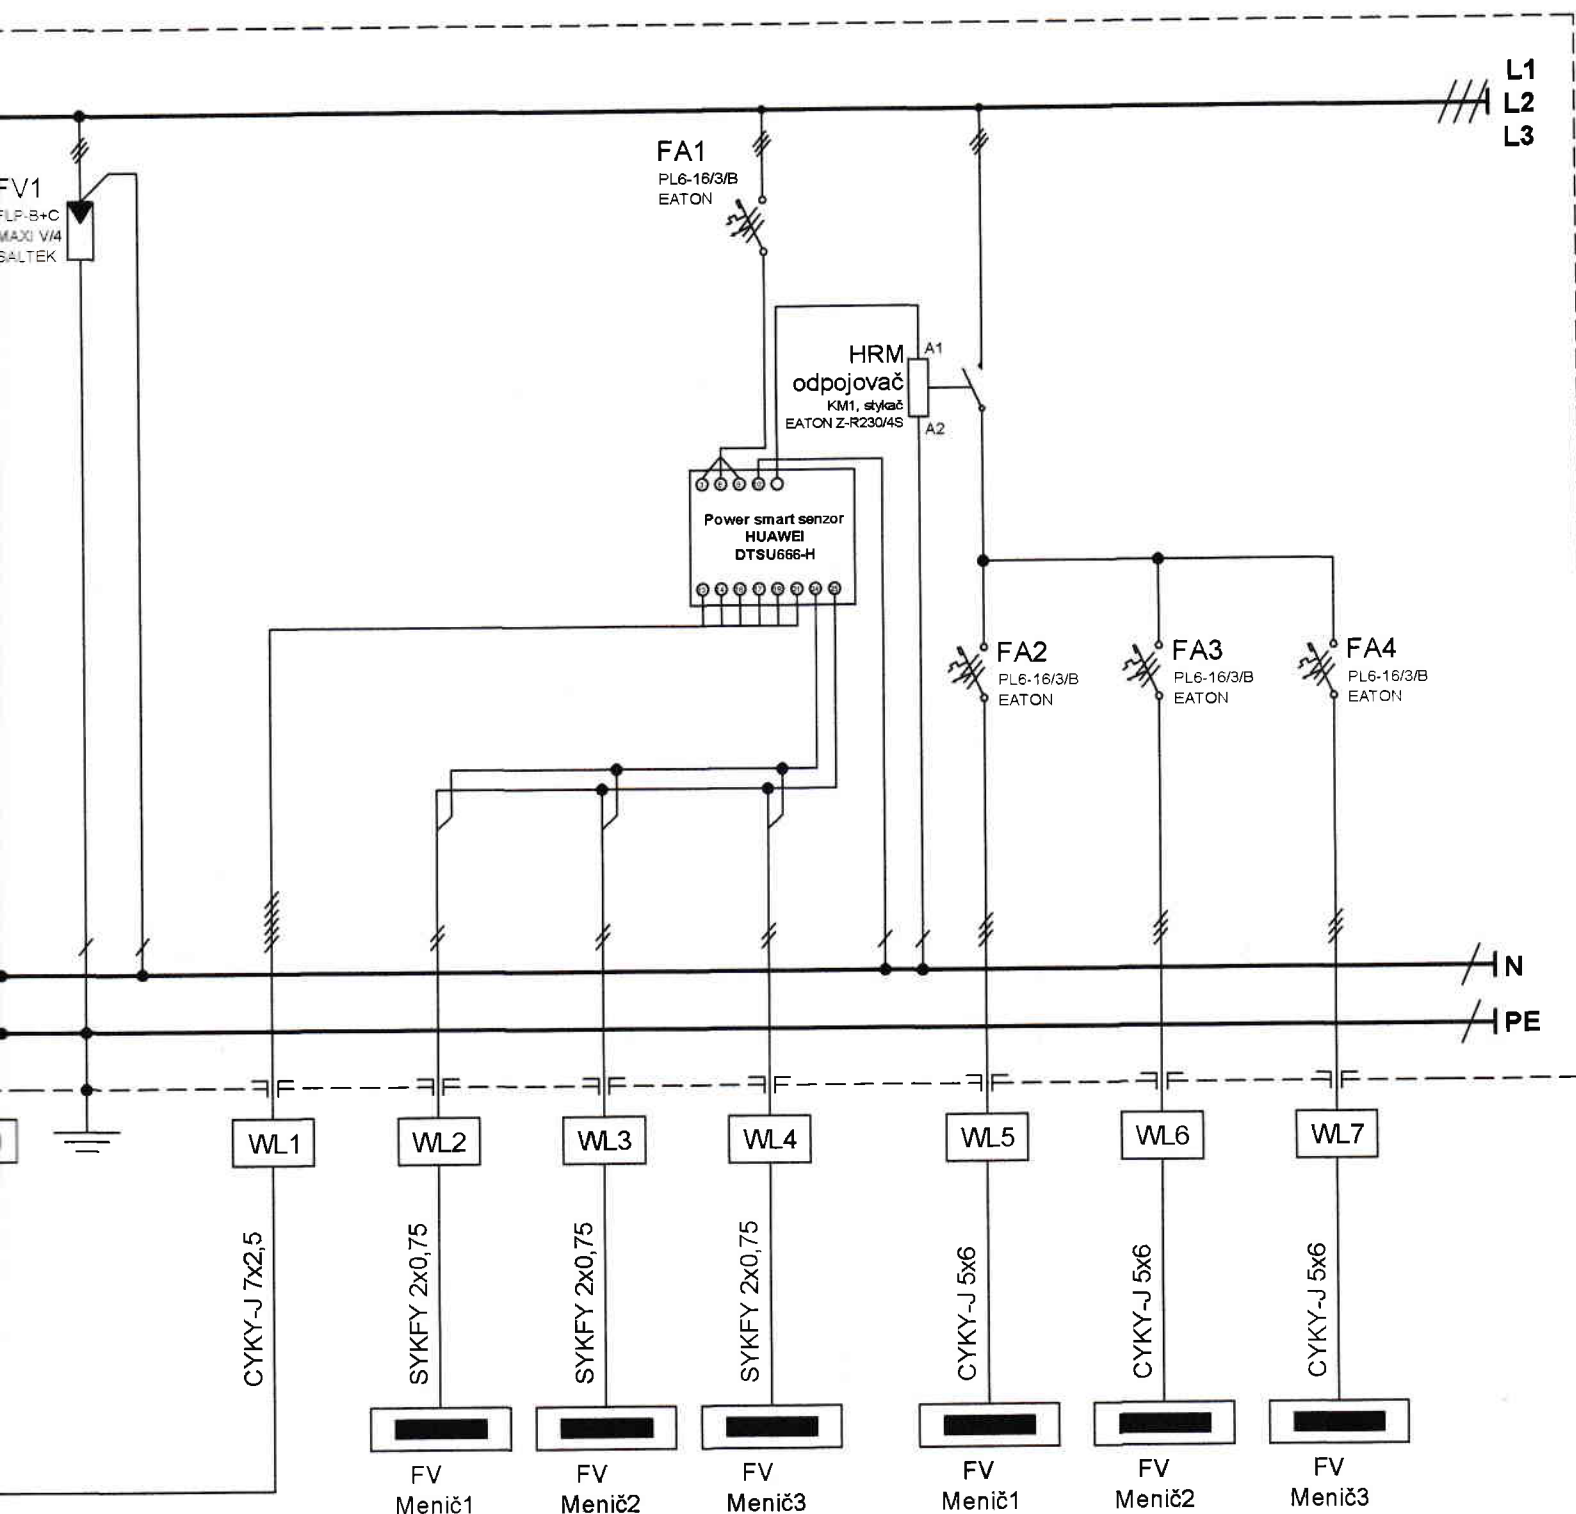 L1
L2
L3
FA1
PL6-16/3/B
EATON
FV1
FLP-B+C
MAXI V/4
SALTEK
HRM
odpojovač
KM1, stykač
EATON Z-R230/4S
A1
A2
Power smart senzor
HUAWEI
DTSU666-H
FA2
PL6-16/3/B
EATON
FA3
PL6-16/3/B
EATON
FA4
PL6-16/3/B
EATON
N
PE
WL1
WL2
WL3
WL4
WL5
WL6
WL7
CYKY-J 7x2,5
SYKFY 2x0,75
SYKFY 2x0,75
SYKFY 2x0,75
CYKY-J 5x6
CYKY-J 5x6
CYKY-J 5x6
FV
Menič1
FV
Menič2
FV
Menič3
FV
Menič1
FV
Menič2
FV
Menič3